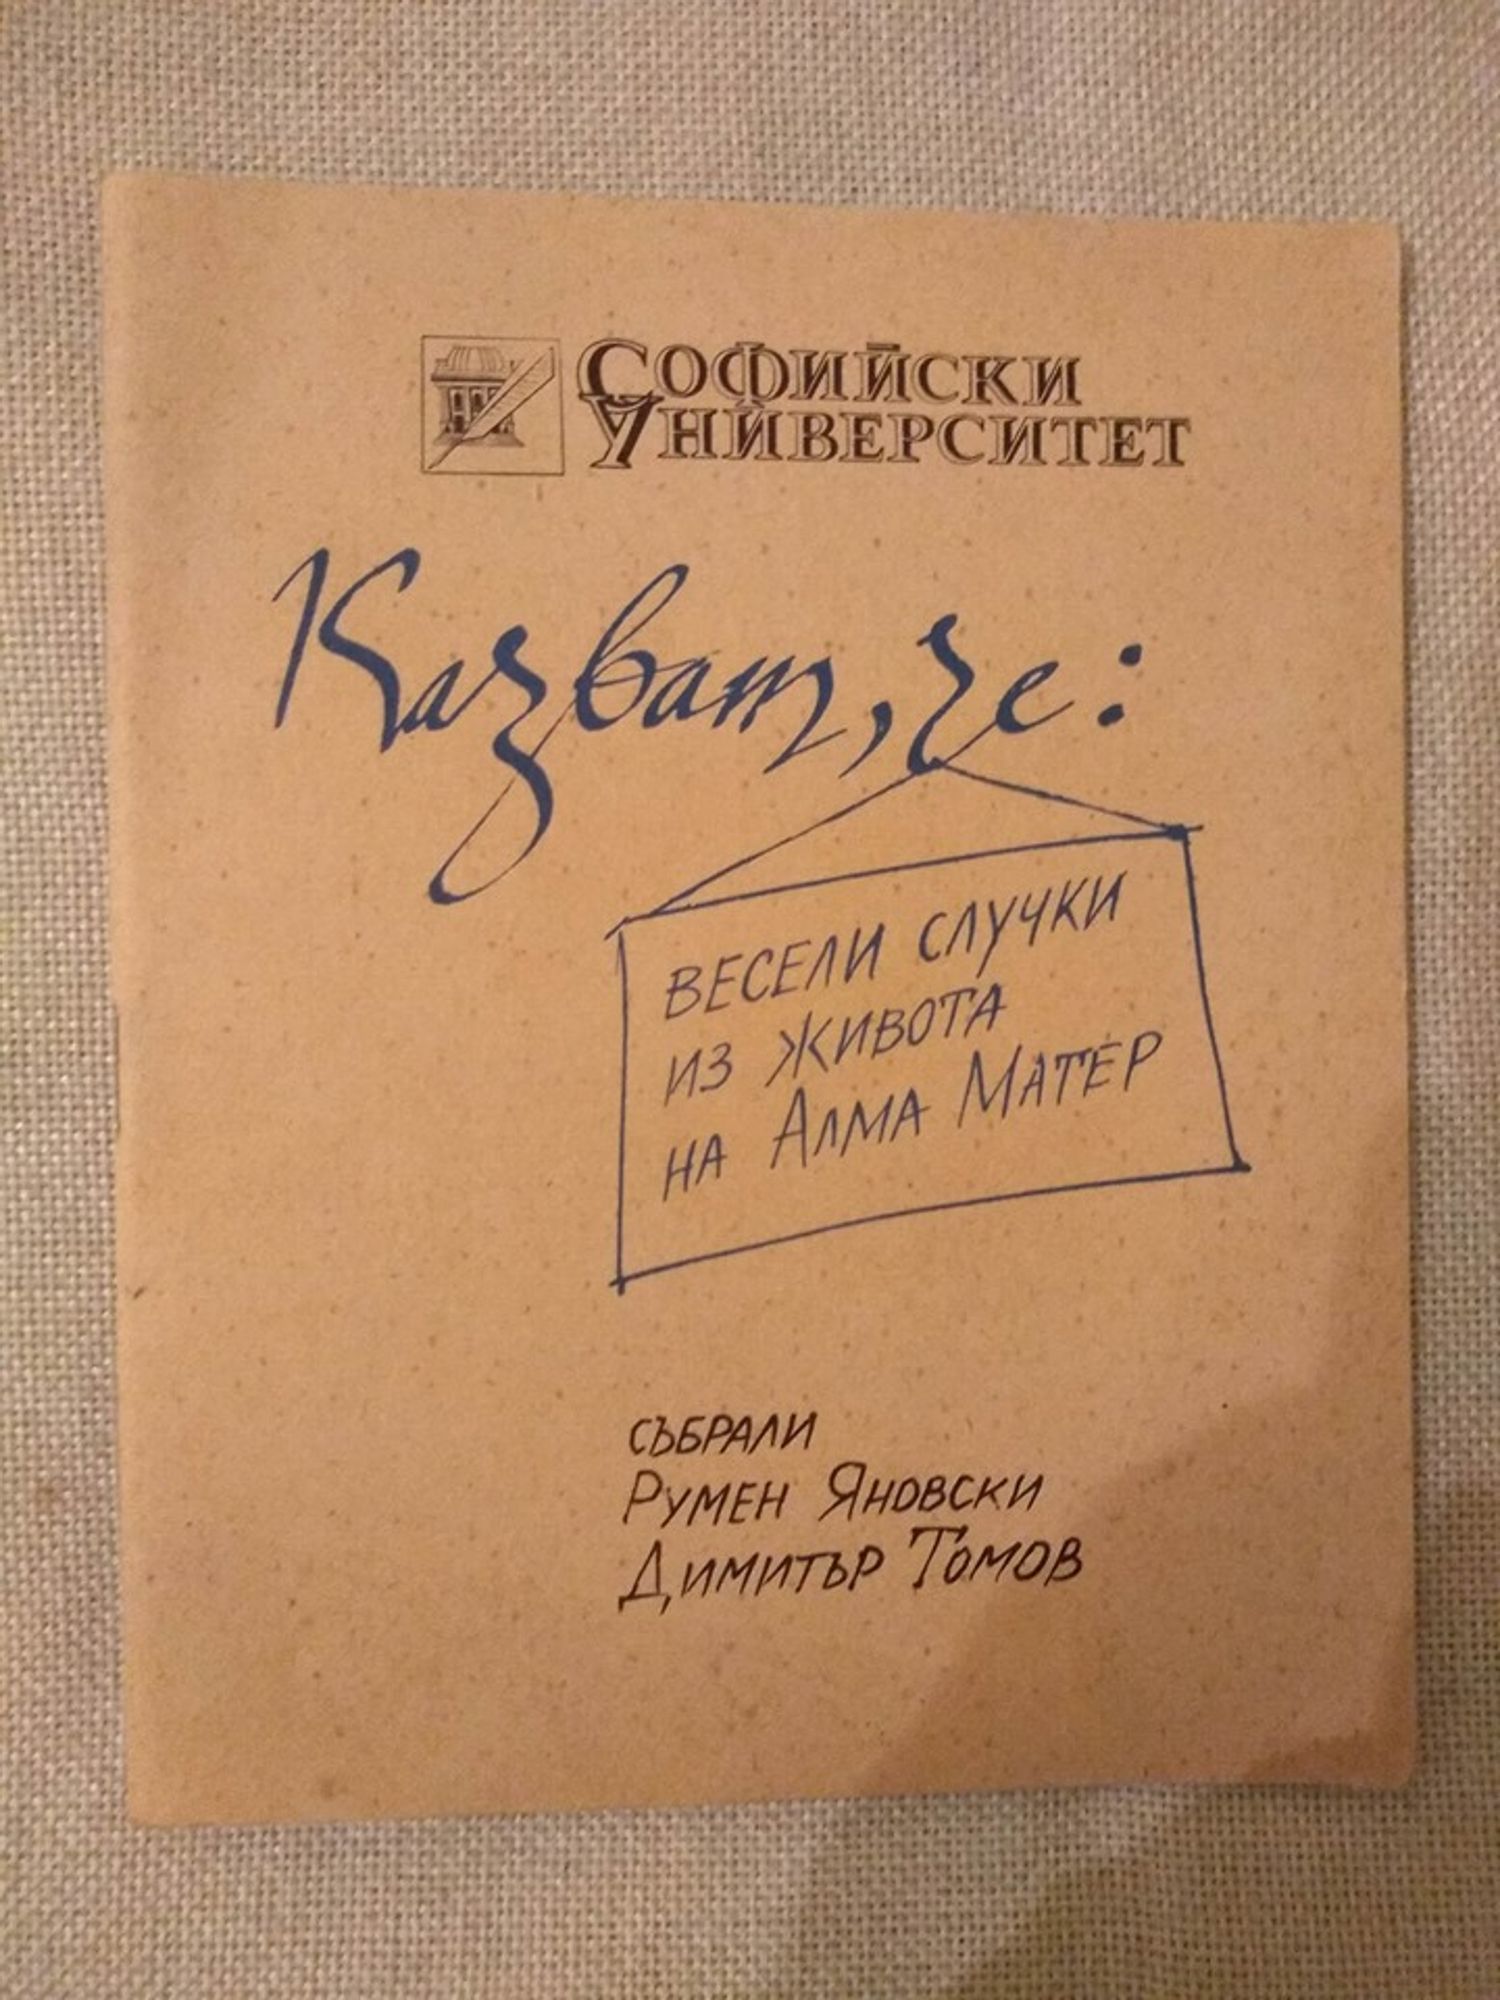 Софийски
Университет
Казват, че:
весели случки
из живота
на Алма Матер
събрали
Румен Яновски
Димитър Томов